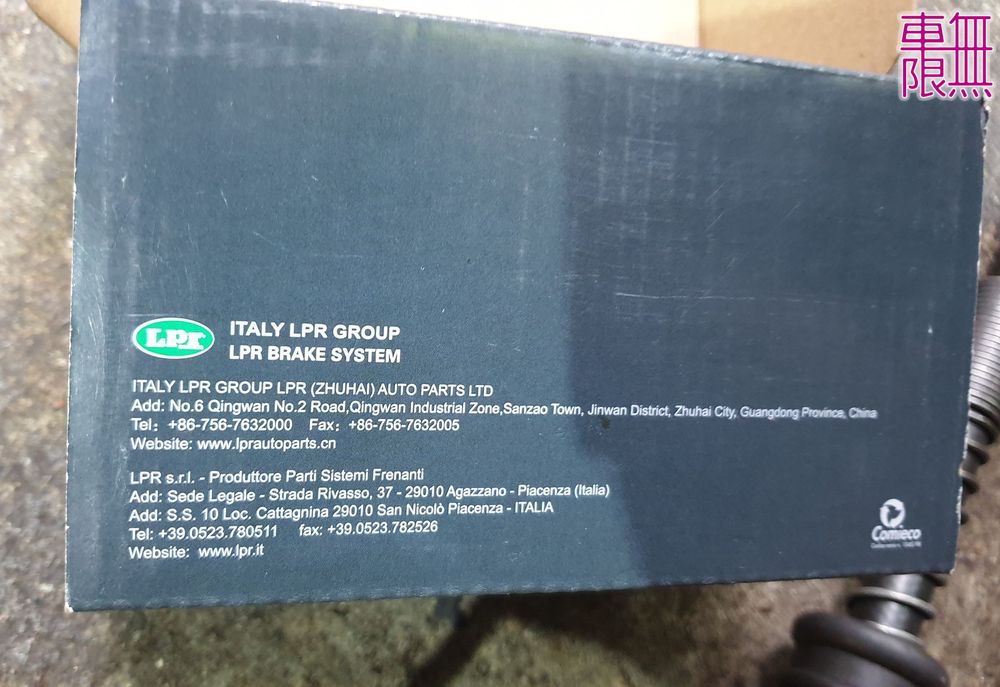 車無
限無
LPr
ITALY LPR GROUP
LPR BRAKE SYSTEM
ITALY LPR GROUP LPR (ZHUHAI) AUTO PARTS LTD
Add: No.6 Qingwan No.2 Road,Qingwan Industrial Zone,Sanzao Town, Jinwan District, Zhuhai City, Guangdong Province, China
Tel: +86-756-7632000 Fax: +86-756-7632005
Website: www.lprautoparts.cn
LPR s.r.l. - Produttore Parti Sistemi Frenanti
Add: Sede Legale - Strada Rivasso, 37 - 29010 Agazzano - Piacenza (Italia)
Add: S.S. 10 Loc. Cattagnina 29010 San Nicolò Piacenza - ITALIA
Tel: +39.0523.780511 fax: +39.0523.782526
Website: www.lpr.it
Comieco